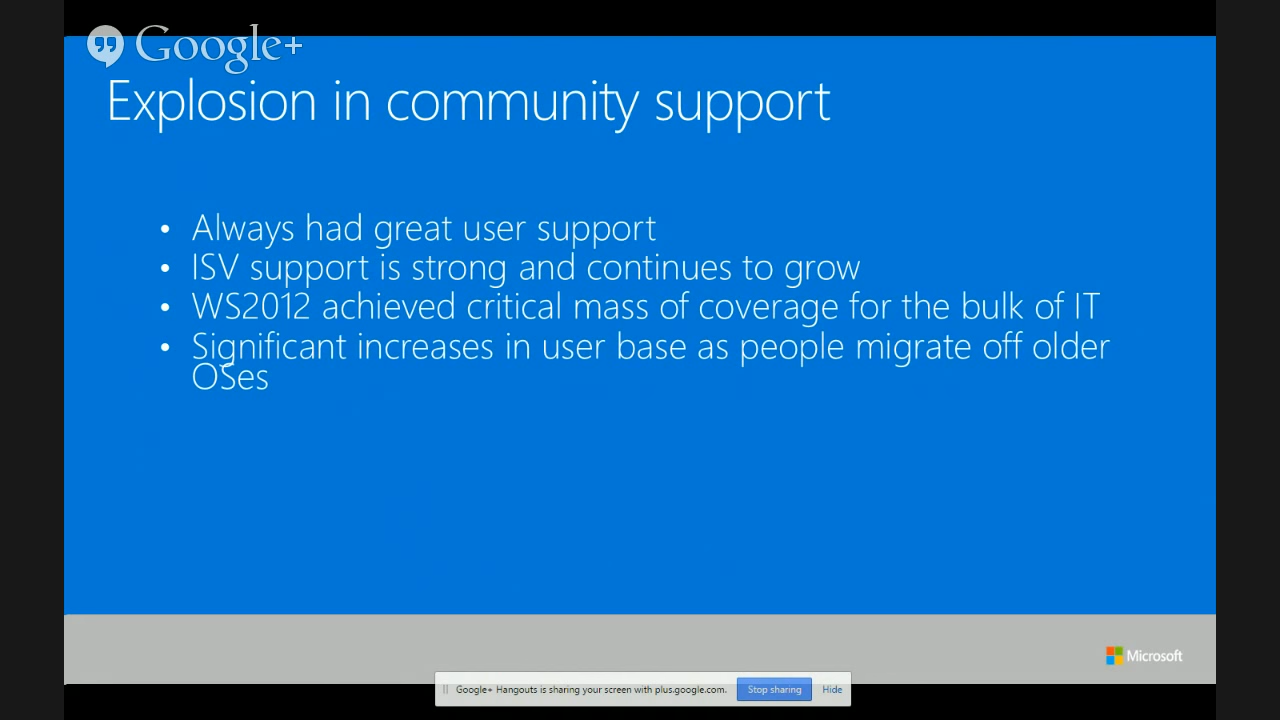 Google+
Explosion in community support
• Always had great user support
• ISV support is strong and continues to grow
• WS2012 achieved critical mass of coverage for the bulk of IT
• Significant increases in user base as people migrate off older
OSes
Microsoft
Google+ Hangouts is sharing your screen with plus.google.com. Stop sharing Hide